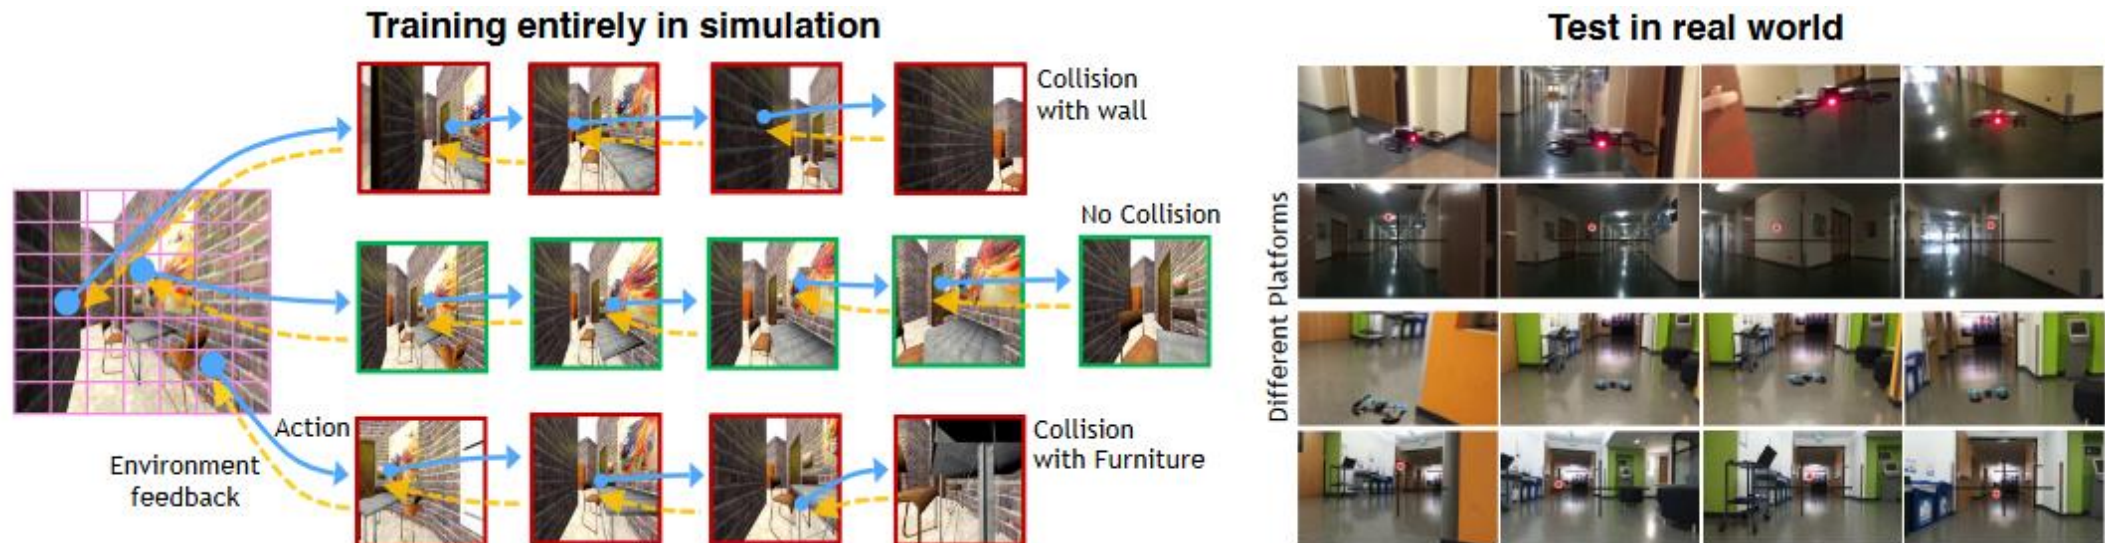 Training entirely in simulation
Test in real world
Collision
with wall
No Collision
Different Platforms
Action
Environment
feedback
Collision
with Furniture